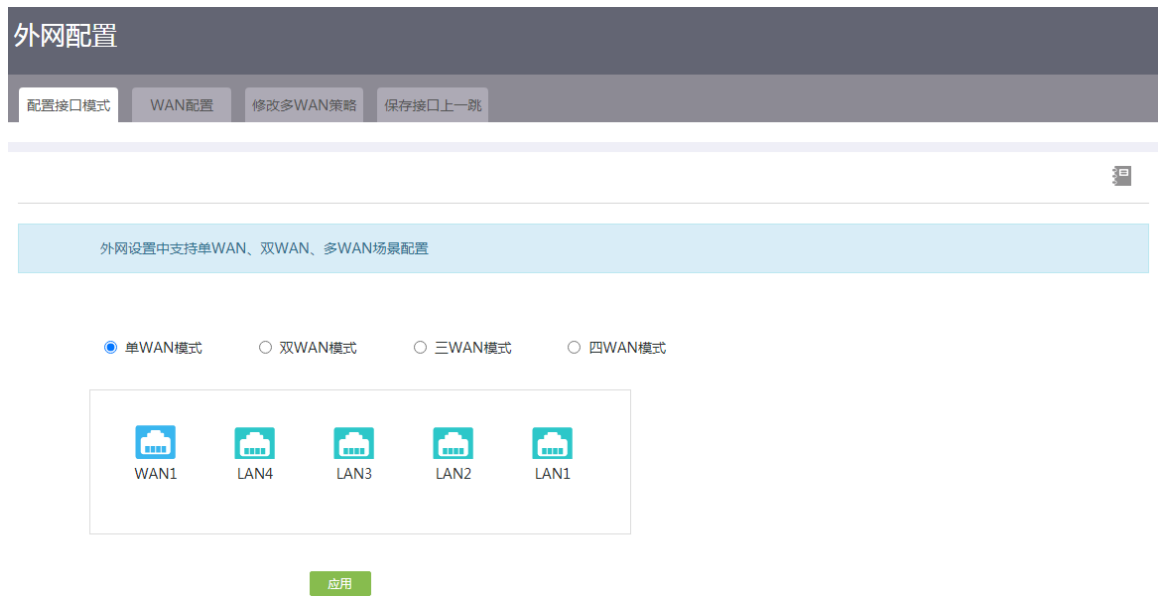 外网配置
配置接口模式 WAN配置 修改多WAN策略 保存接口上一跳
外网设置中支持单WAN、双WAN、多WAN场景配置
单WAN模式 双WAN模式 三WAN模式 四WAN模式
WAN1 LAN4 LAN3 LAN2 LAN1
应用